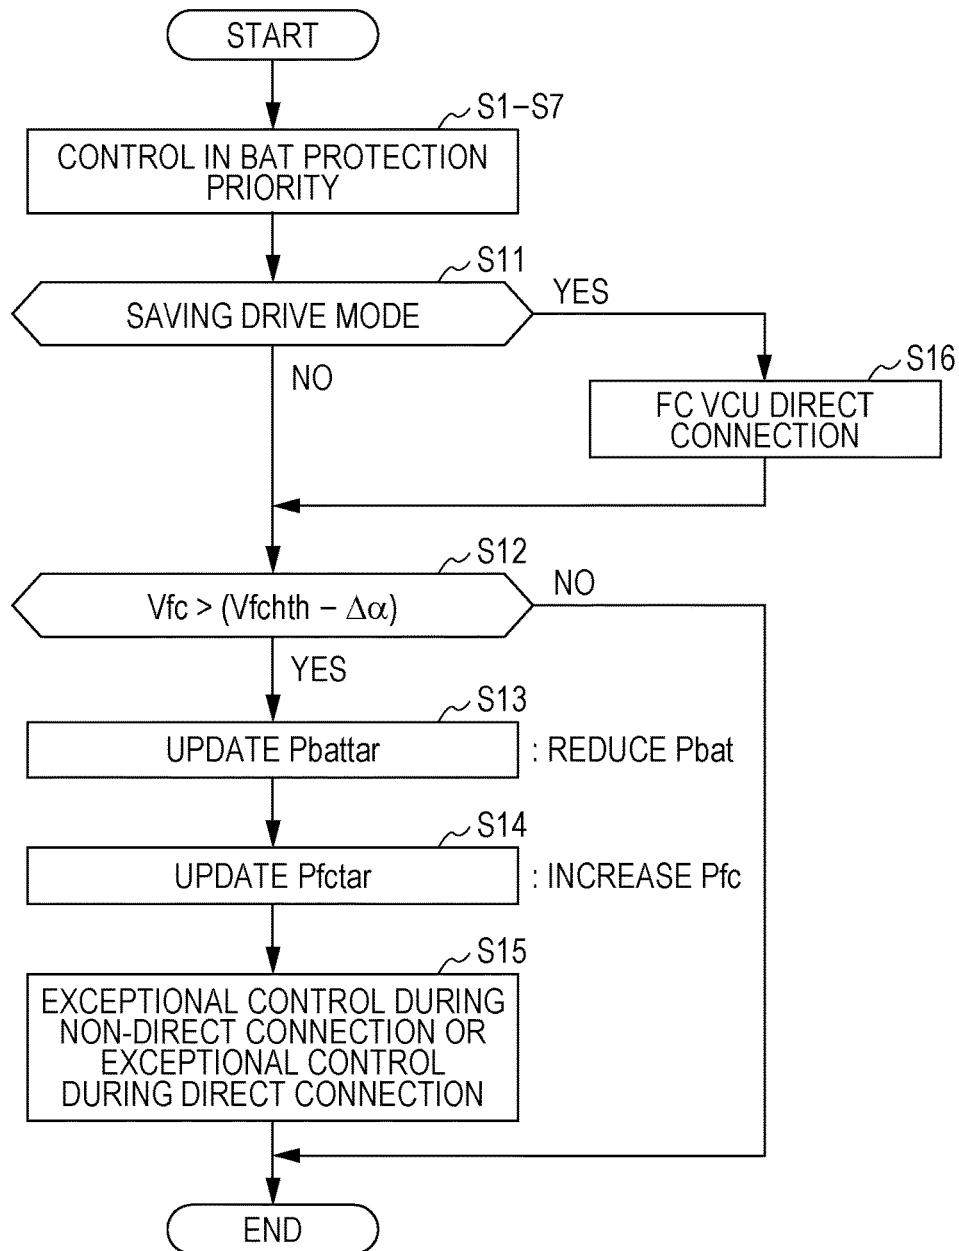 START
S1–S7
CONTROL IN BAT PROTECTION
PRIORITY
S11
SAVING DRIVE MODE
YES
NO
S16
FC VCU DIRECT
CONNECTION
S12
Vfc > (Vfchth – Δα)
NO
YES
S13
UPDATE Pbattar
: REDUCE Pbat
S14
UPDATE Pfctar
: INCREASE Pfc
S15
EXCEPTIONAL CONTROL DURING
NON-DIRECT CONNECTION OR
EXCEPTIONAL CONTROL
DURING DIRECT CONNECTION
END